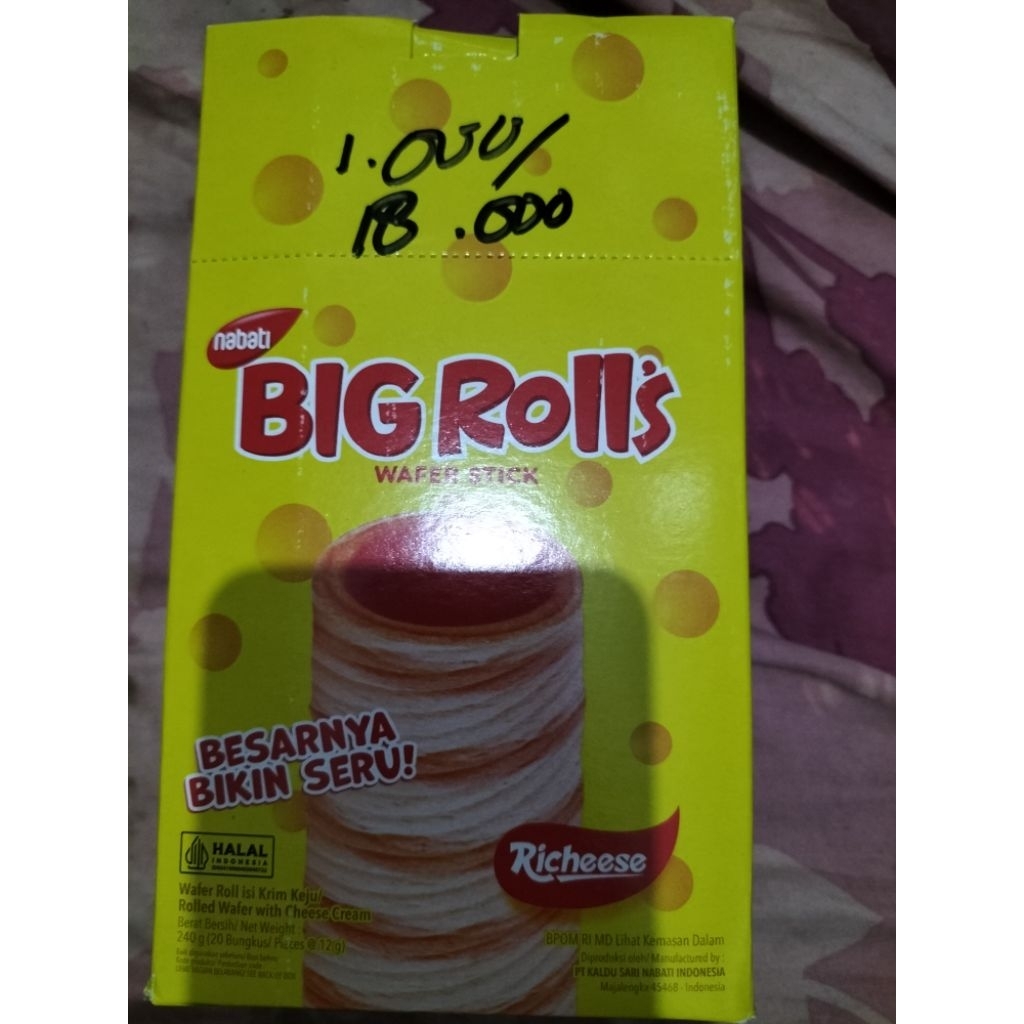 1.000/
18.000
nabati
BIG Roll's
WAFER STICK
BESARNYA
BIKIN SERU!
HALAL
INDONESIA
Richeese
Wafer Roll Isi Krim Keju/
Rolled Wafer with Cheese Cream
Berat Bersih/ Net Weight :
240 g (20 Bungkus/ Pieces @ 12 g)
BPOM RI MD Lihat Kemasan Dalam
Diproduksi oleh/ Manufactured by :
PT KALDU SARI NABATI INDONESIA
Majalengka 45468 - Indonesia